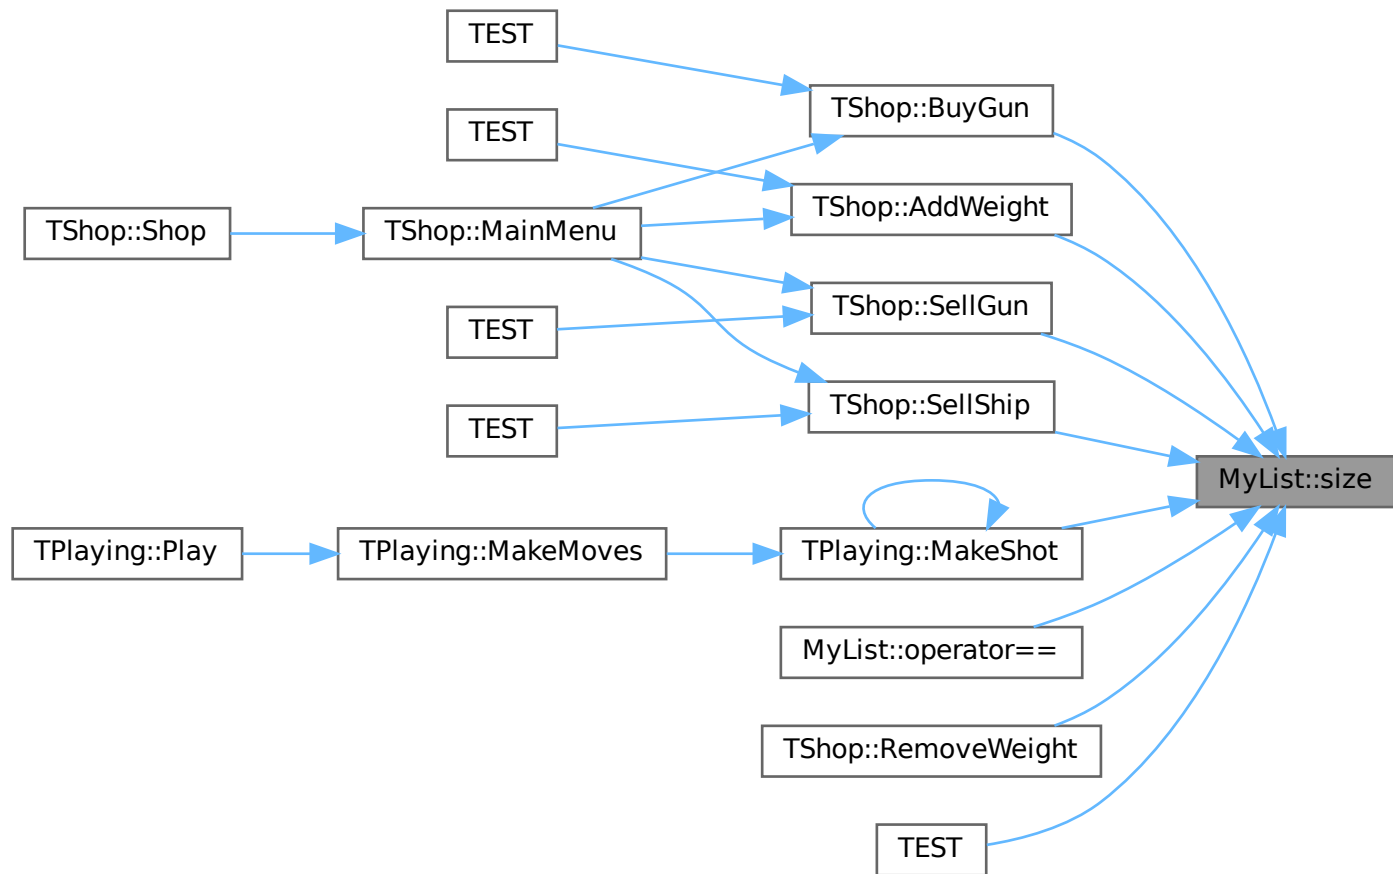 TEST
TShop::BuyGun
TEST
TShop::AddWeight
TShop::Shop
TShop::MainMenu
TShop::SellGun
TEST
TShop::SellShip
TEST
MyList::size
TPlaying::Play
TPlaying::MakeMoves
TPlaying::MakeShot
MyList::operator==
TShop::RemoveWeight
TEST